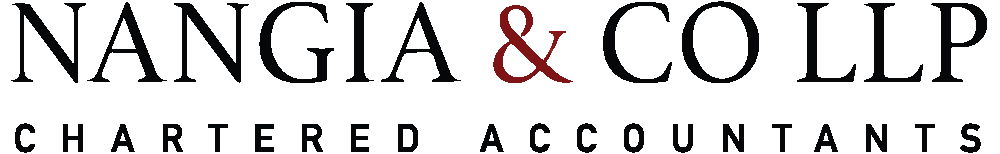 NANGIA & CO LLP
CHARTERED ACCOUNTANTS